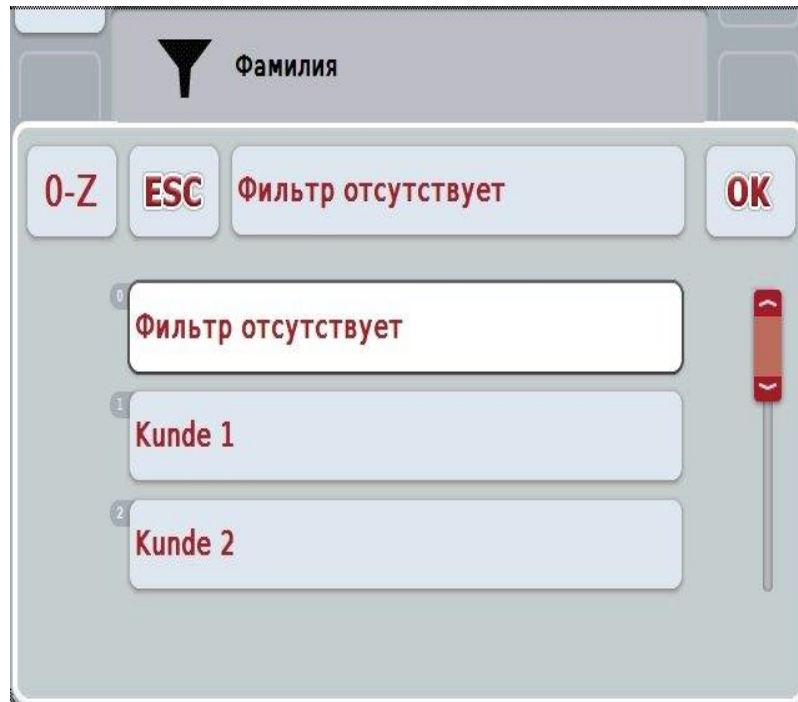 Фамилия
0-Z ESC Фильтр отсутствует OK
0
Фильтр отсутствует
1
Kunde 1
2
Kunde 2